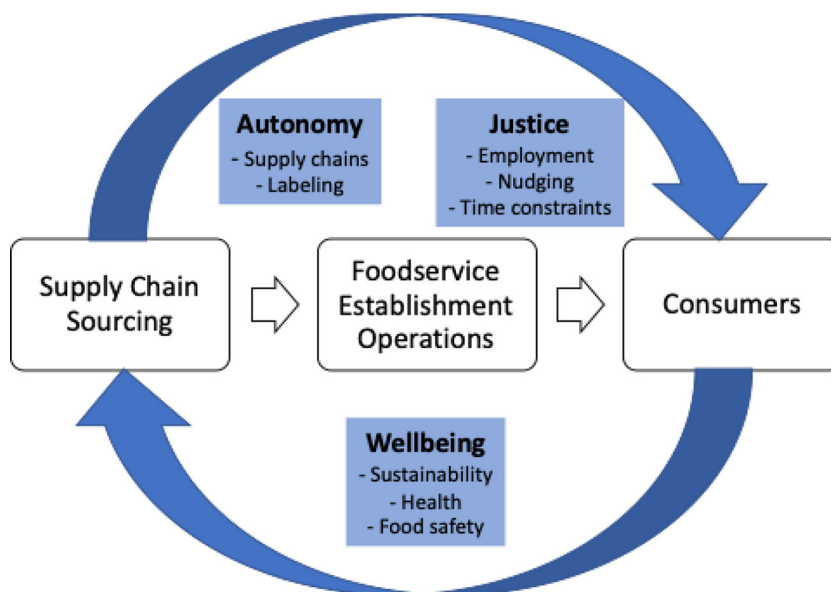 Autonomy
- Supply chains
- Labeling
Justice
- Employment
- Nudging
- Time constraints
Supply Chain
Sourcing
Foodservice
Establishment
Operations
Consumers
Wellbeing
- Sustainability
- Health
- Food safety